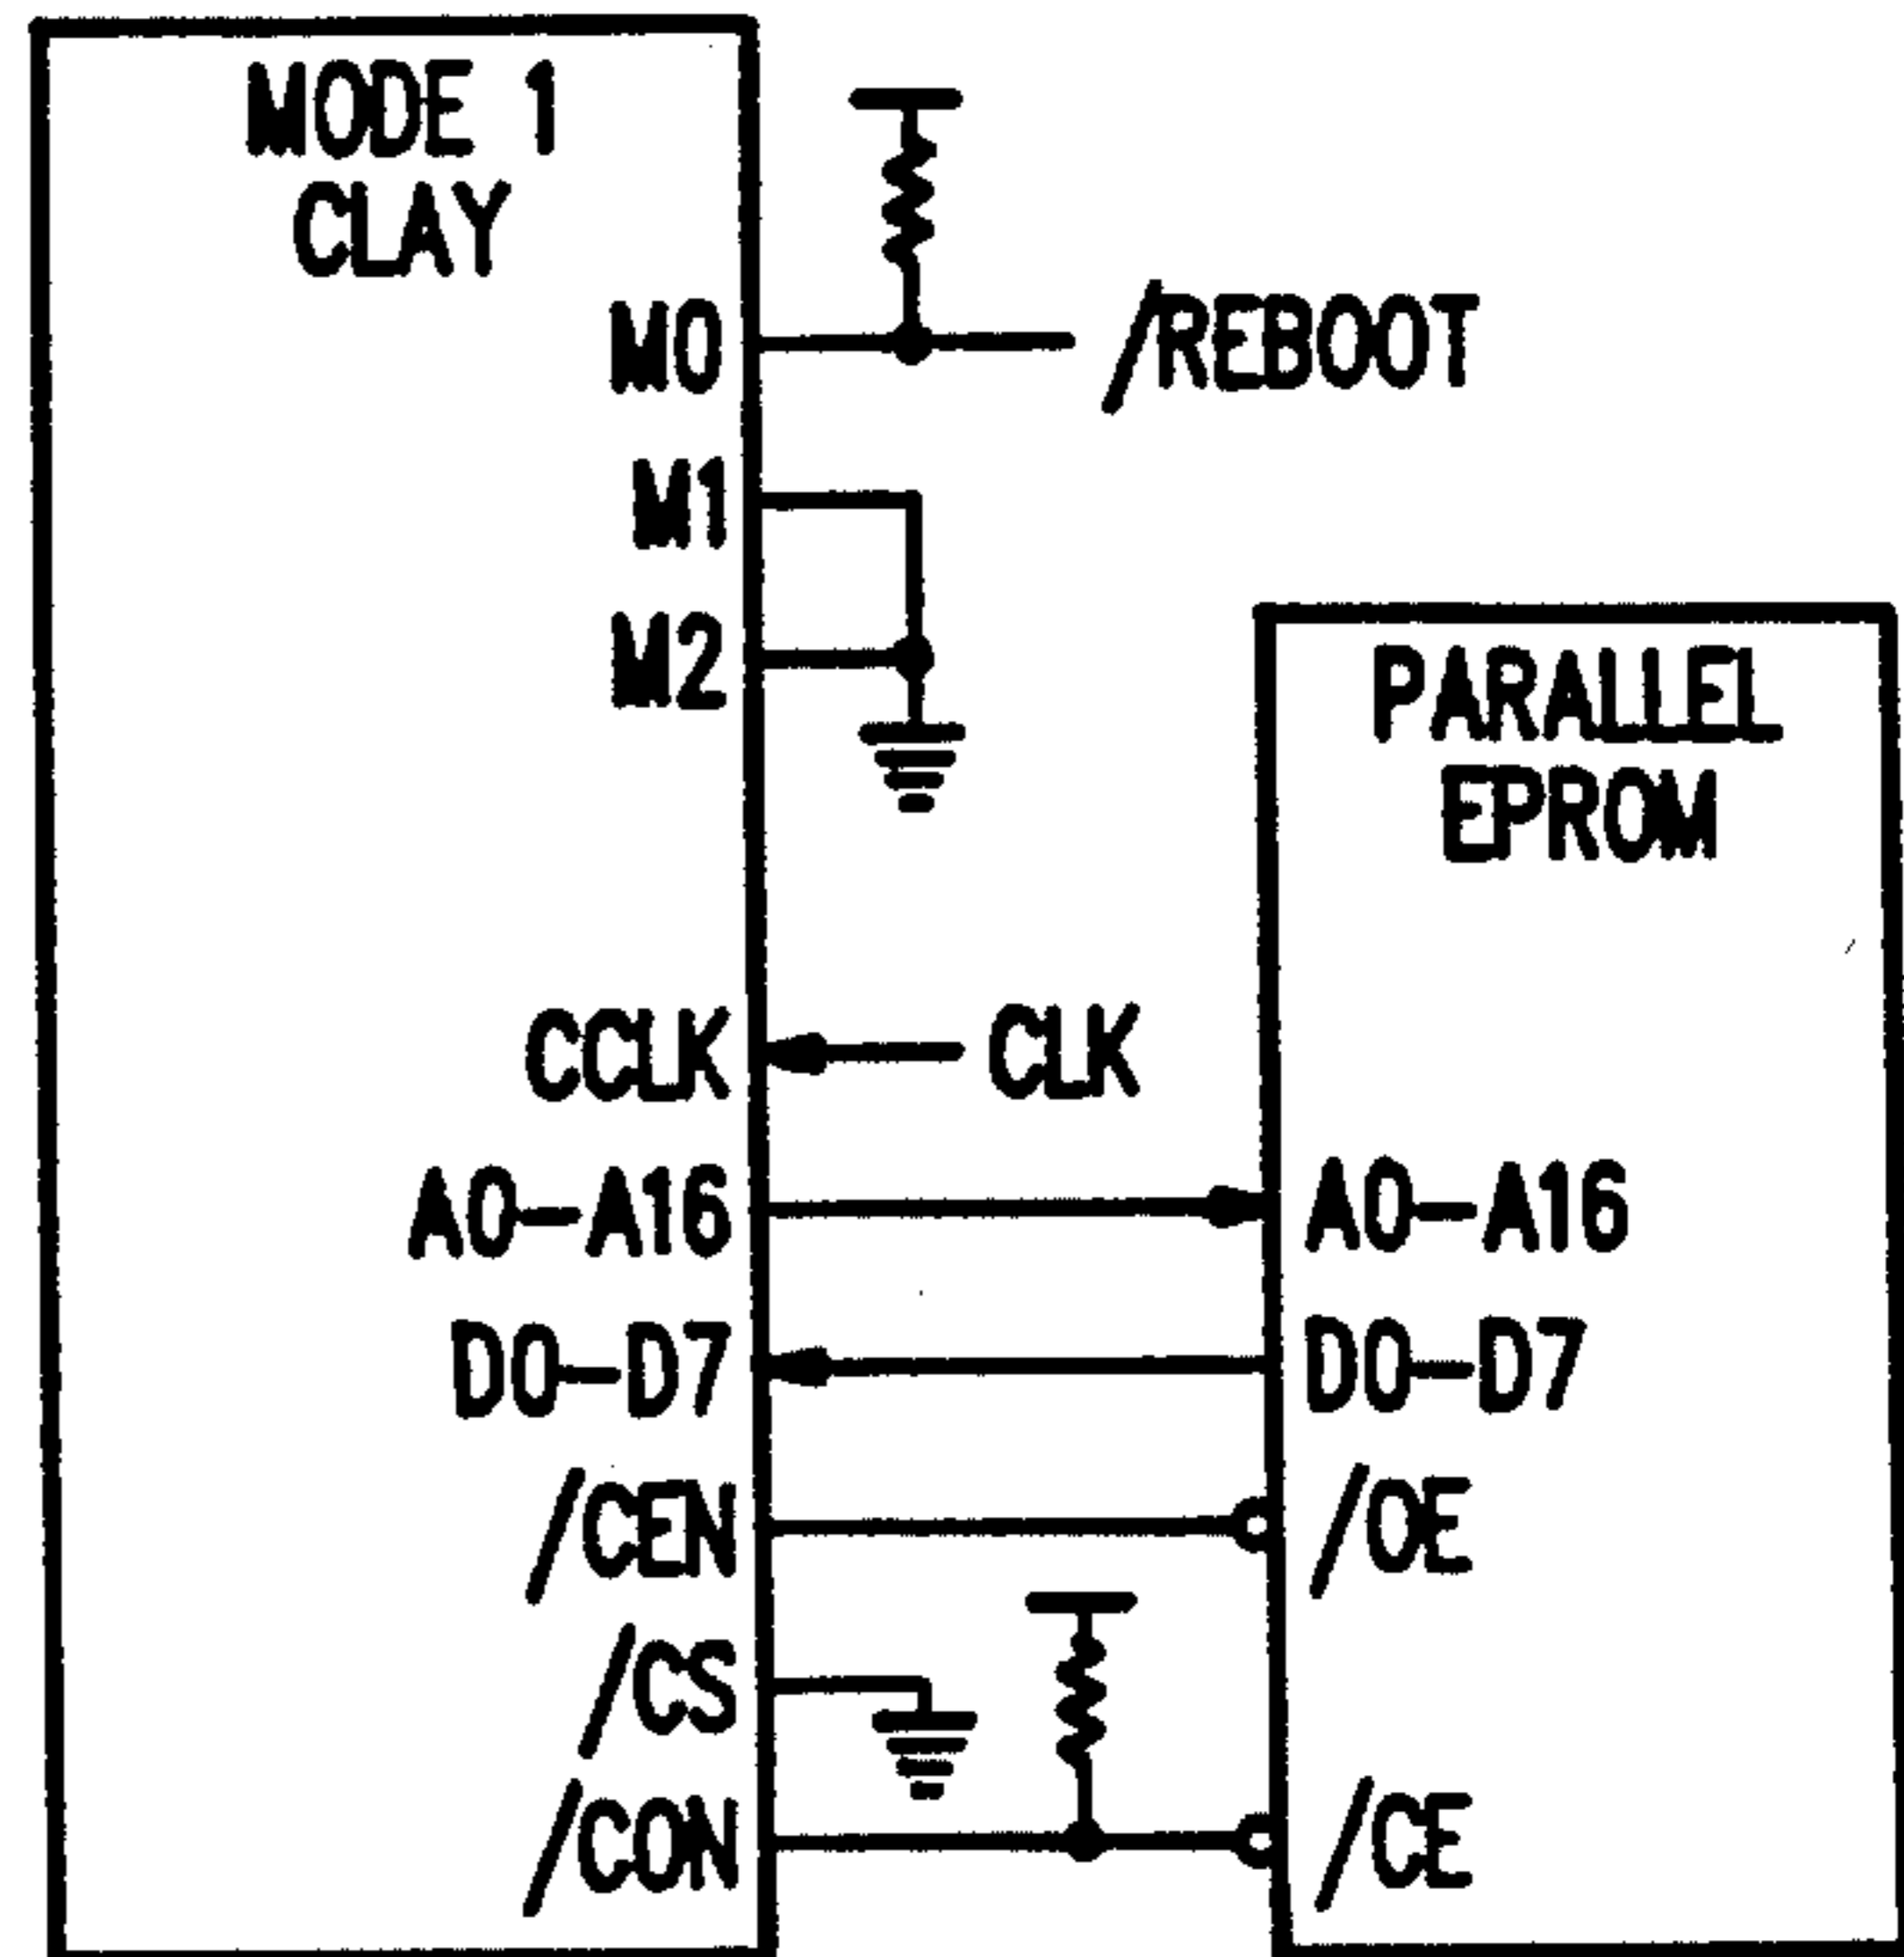 MODE 1
CLAY
M0
/REBOOT
M1
M2
PARALLEL
EPROM
CCLK
CLK
A0-A16
A0-A16
D0-D7
D0-D7
/CEN
/OE
/CS
/CON
/CE